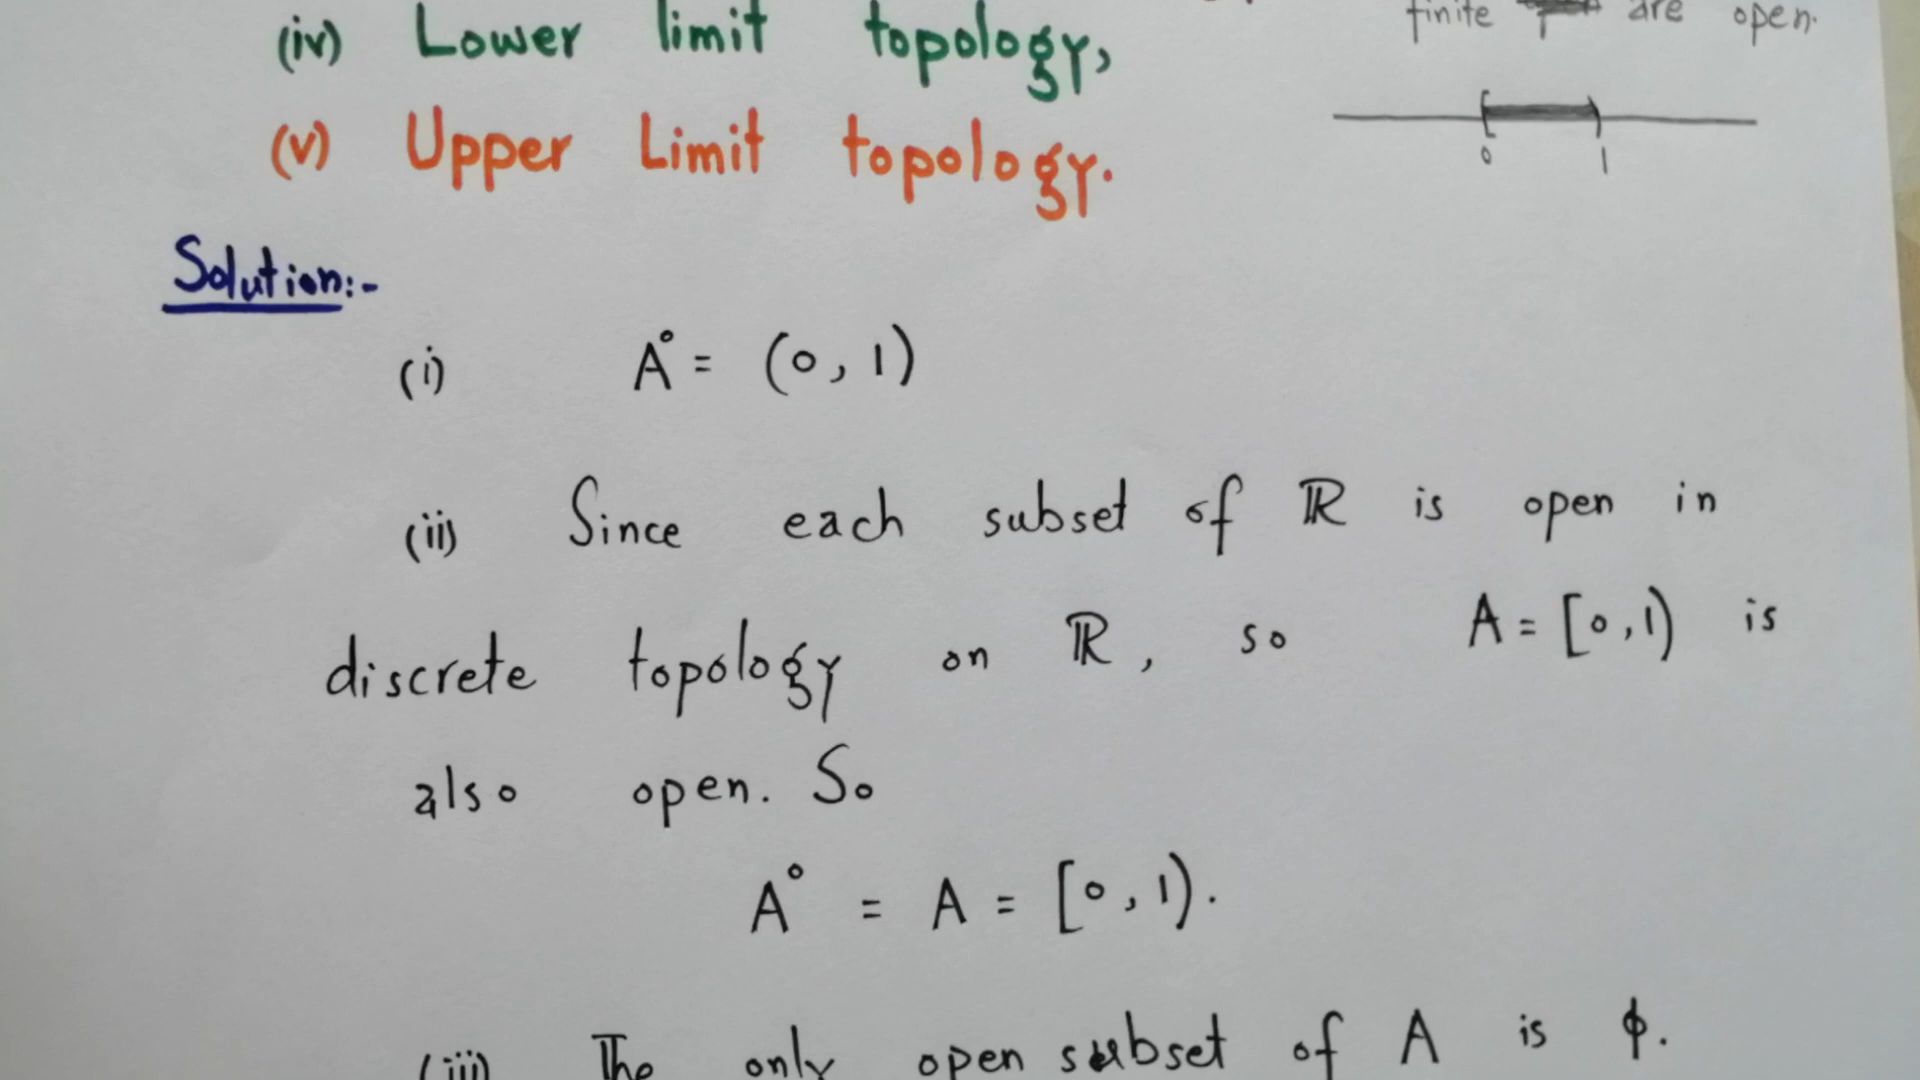 finite are open.
(iv) Lower limit topology,
(v) Upper Limit topology.
0 1
Solution:-
(i) A° = (0, 1)
(ii) Since each subset of ℝ is open in
discrete topology on ℝ, so A = [0,1) is
also open. So
A° = A = [0, 1).
(iii) The only open subset of A is φ.